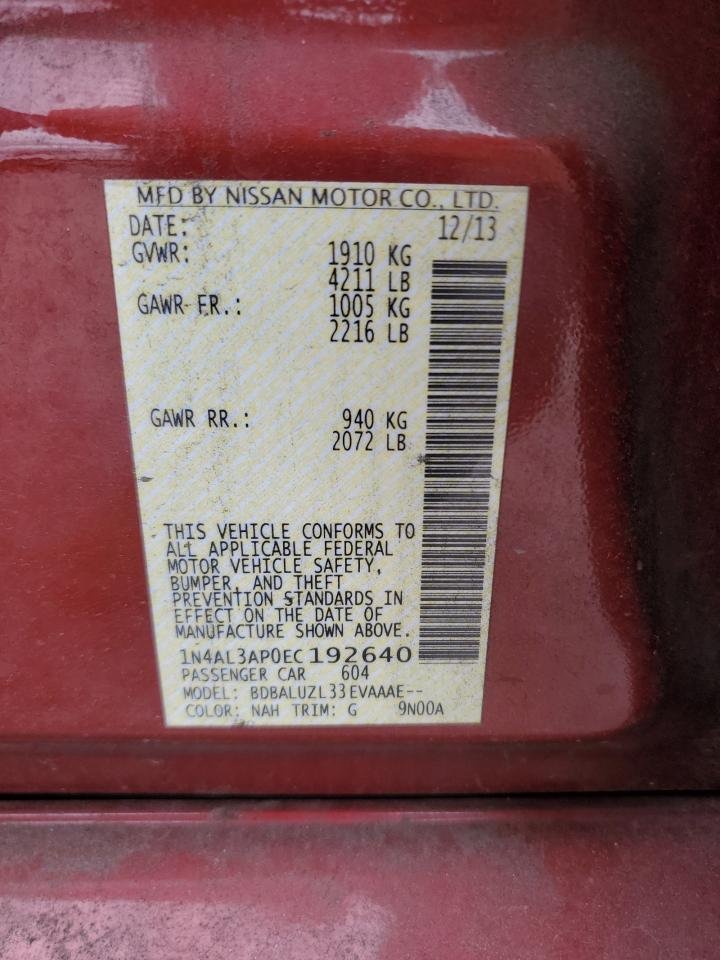 MFD BY NISSAN MOTOR CO., LTD.
DATE: 12/13
GVWR: 1910 KG
4211 LB
GAWR FR.: 1005 KG
2216 LB
GAWR RR.: 940 KG
2072 LB
THIS VEHICLE CONFORMS TO
ALL APPLICABLE FEDERAL
MOTOR VEHICLE SAFETY,
BUMPER, AND THEFT
PREVENTION STANDARDS IN
EFFECT ON THE DATE OF
MANUFACTURE SHOWN ABOVE.
1N4AL3AP0EC192640
PASSENGER CAR 604
MODEL: BDBALUZL33EVAAAE--
COLOR: NAH TRIM: G 9N00A